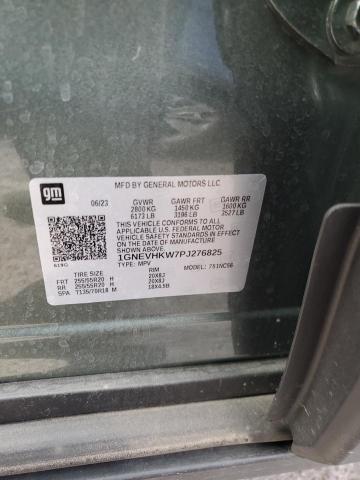 gm
MFD BY GENERAL MOTORS LLC
06/23 GVWR GAWR FRT GAWR RR
2800 KG 1450 KG 1600 KG
6173 LB 3196 LB 3527 LB
THIS VEHICLE CONFORMS TO ALL
APPLICABLE U.S. FEDERAL MOTOR
VEHICLE SAFETY STANDARDS IN EFFECT
ON THE DATE OF MANUFACTURE SHOWN ABOVE.
1GNEVHKW7PJ276825
TYPE: MPV MODEL: 751NC56
TIRE SIZE RIM
FRT 255/55R20 H 20X8J
RR 255/55R20 H 20X8J
SPA T135/70R18 M 18X4.5B